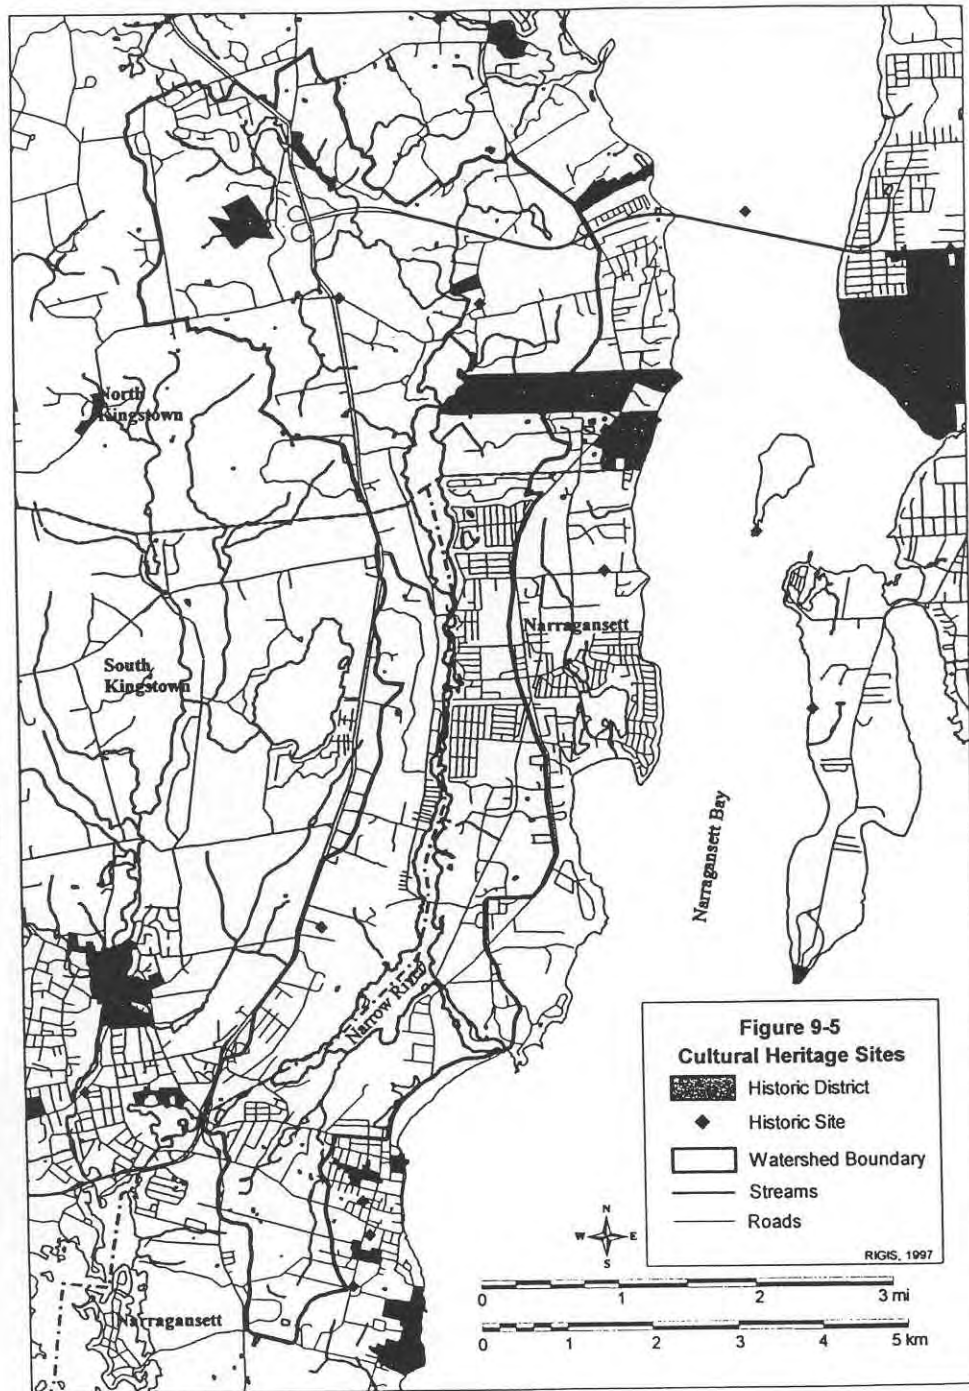 North
Kingstown
South
Kingstown
Narragansett
Narragansett Bay
Narrow River
Narragansett
Figure 9-5
Cultural Heritage Sites
Historic District
Historic Site
Watershed Boundary
Streams
Roads
RIGIS, 1997
N
W E
S
0 1 2 3 mi
0 1 2 3 4 5 km